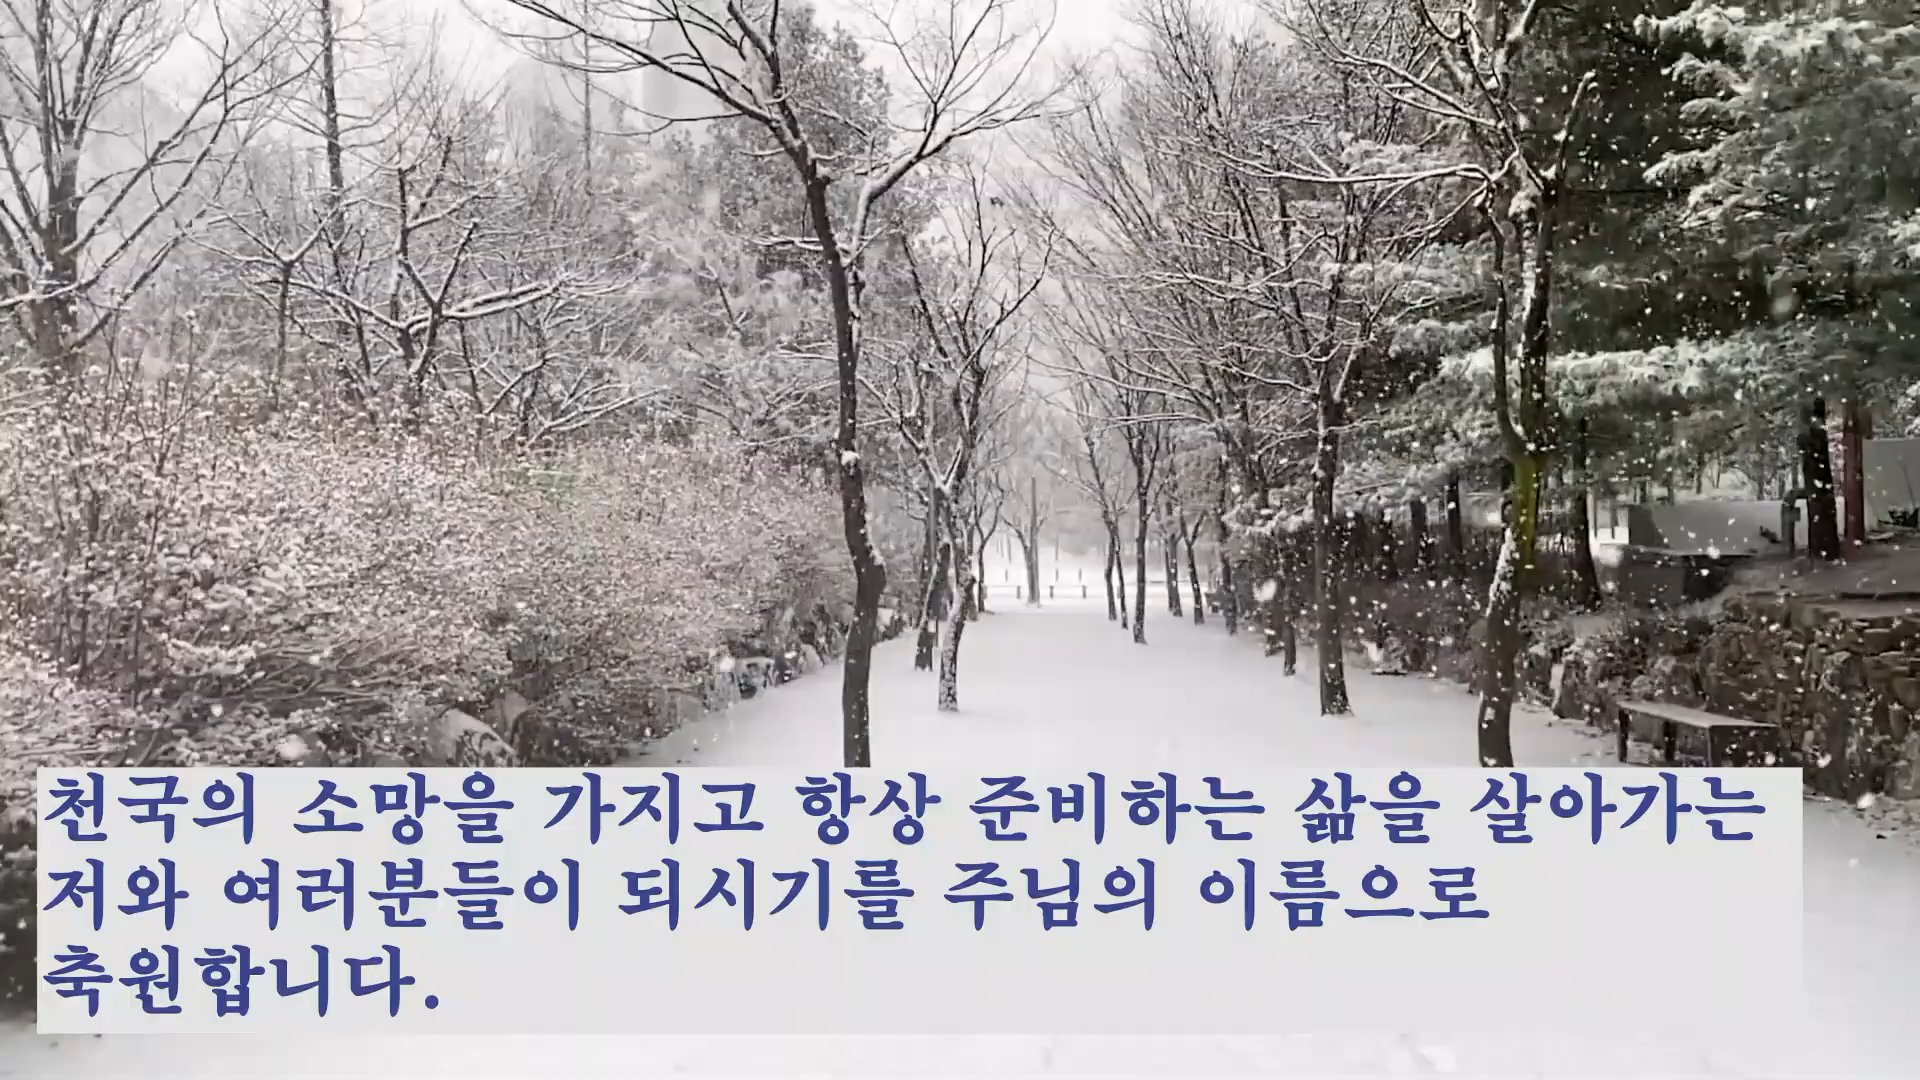 천국의 소망을 가지고 항상 준비하는 삶을 살아가는
저와 여러분들이 되시기를 주님의 이름으로
축원합니다.